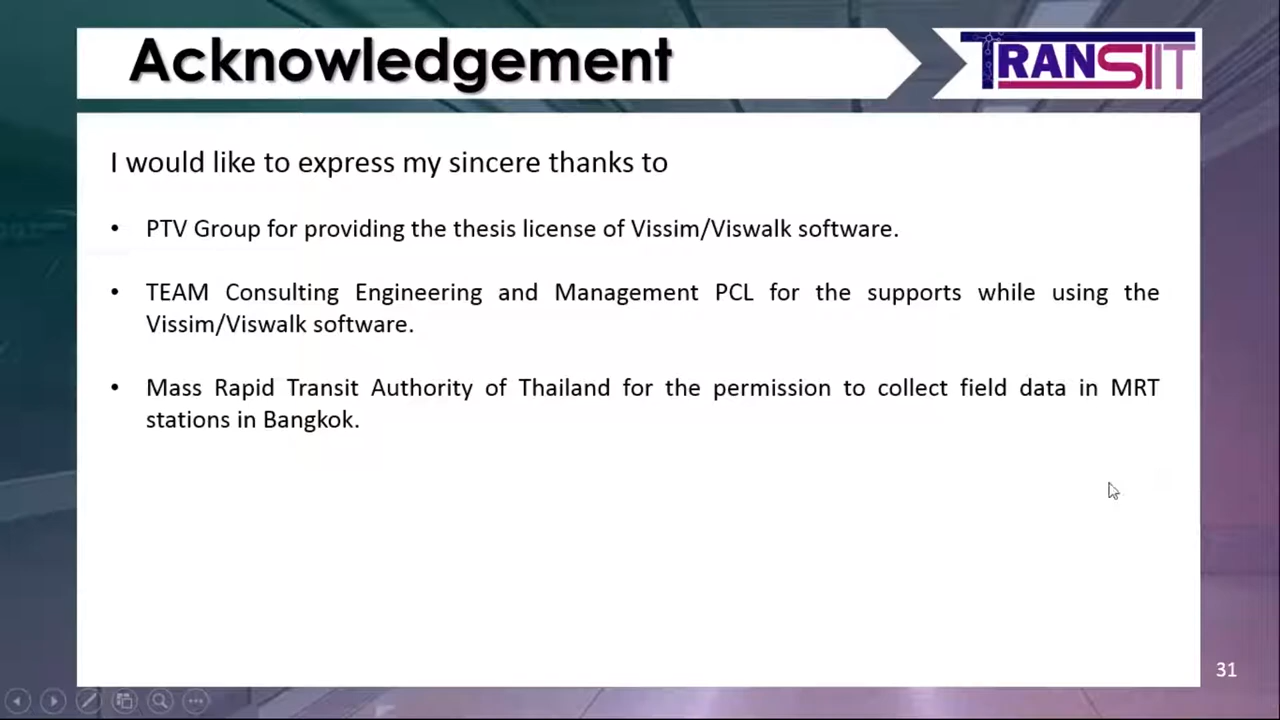 Acknowledgement
TRANSIIT
I would like to express my sincere thanks to
• PTV Group for providing the thesis license of Vissim/Viswalk software.
• TEAM Consulting Engineering and Management PCL for the supports while using the
Vissim/Viswalk software.
• Mass Rapid Transit Authority of Thailand for the permission to collect field data in MRT
stations in Bangkok.
31